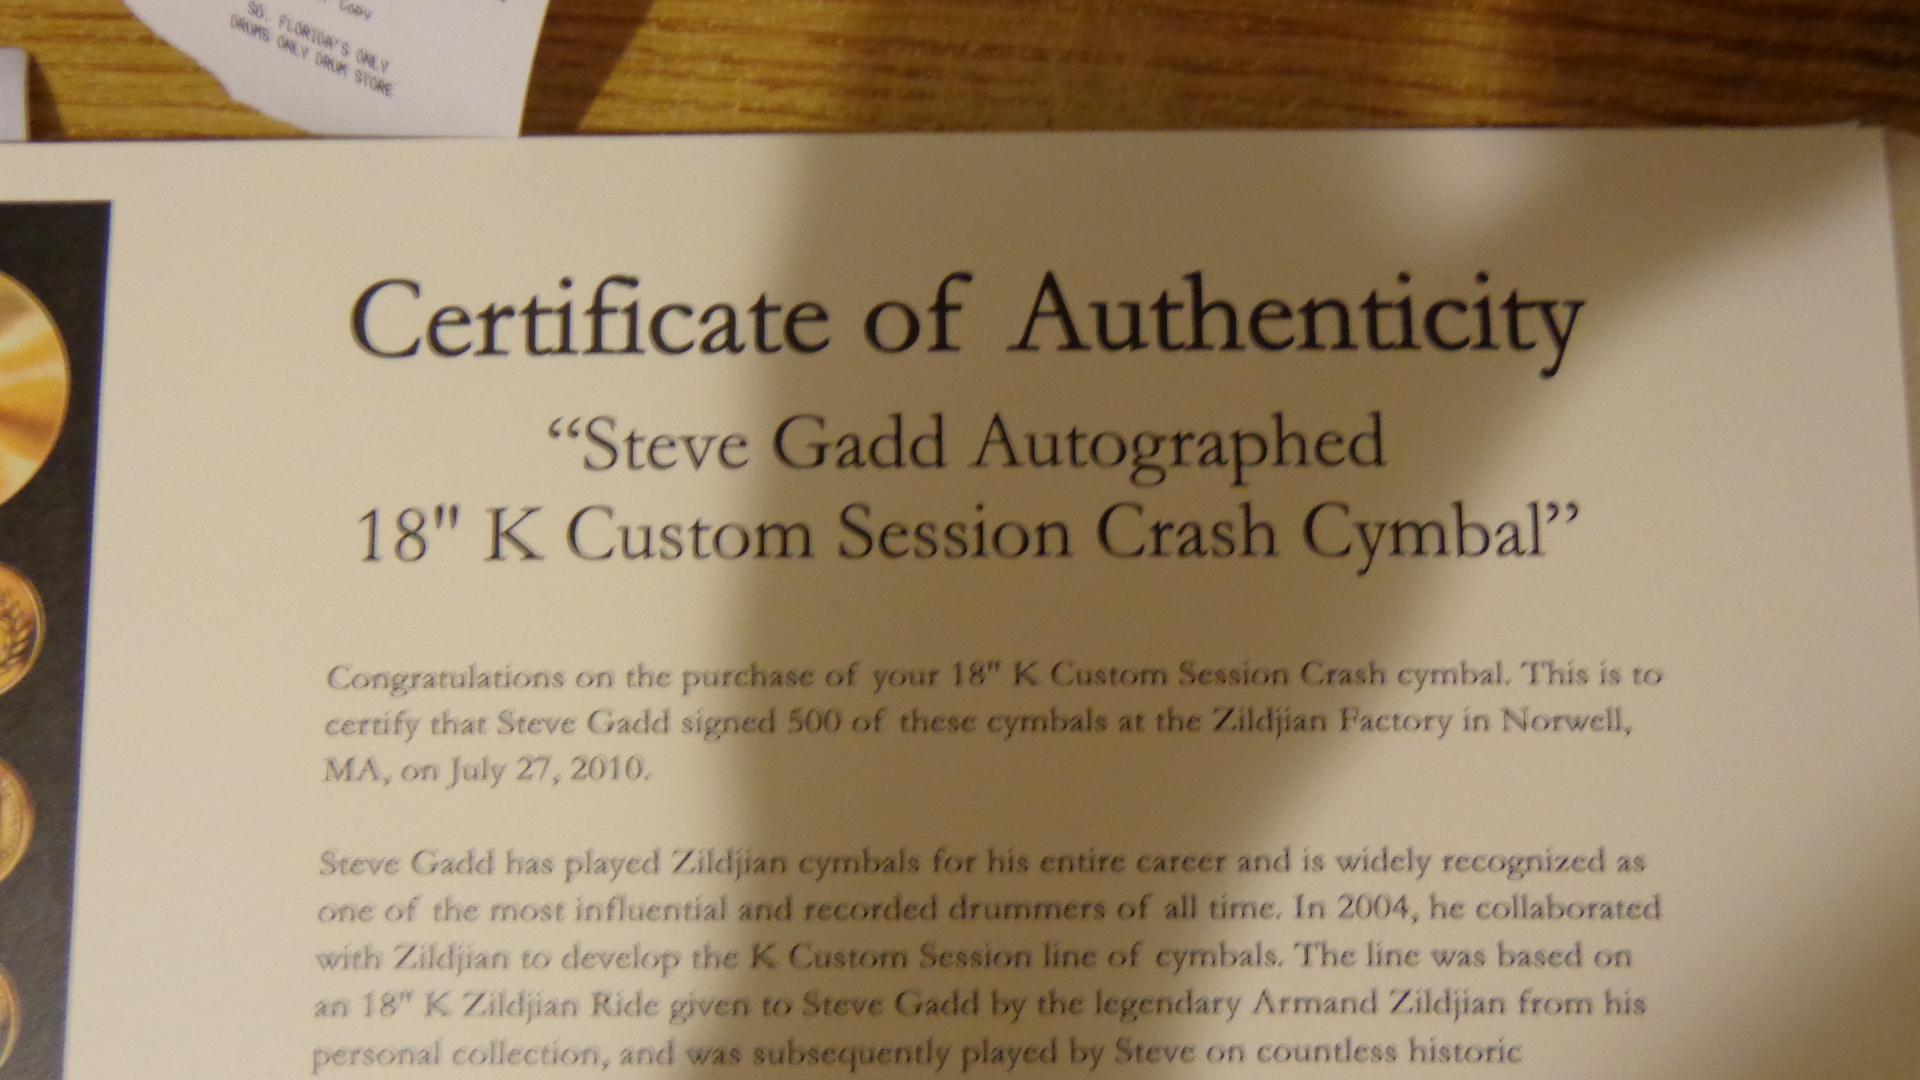 COPY
SO. FLORIDA'S ONLY
DRUMS ONLY DRUM STORE
Certificate of Authenticity
“Steve Gadd Autographed
18" K Custom Session Crash Cymbal”
Congratulations on the purchase of your 18" K Custom Session Crash cymbal. This is to
certify that Steve Gadd signed 500 of these cymbals at the Zildjian Factory in Norwell,
MA, on July 27, 2010.
Steve Gadd has played Zildjian cymbals for his entire career and is widely recognized as
one of the most influential and recorded drummers of all time. In 2004, he collaborated
with Zildjian to develop the K Custom Session line of cymbals. The line was based on
an 18" K Zildjian Ride given to Steve Gadd by the legendary Armand Zildjian from his
personal collection, and was subsequently played by Steve on countless historic